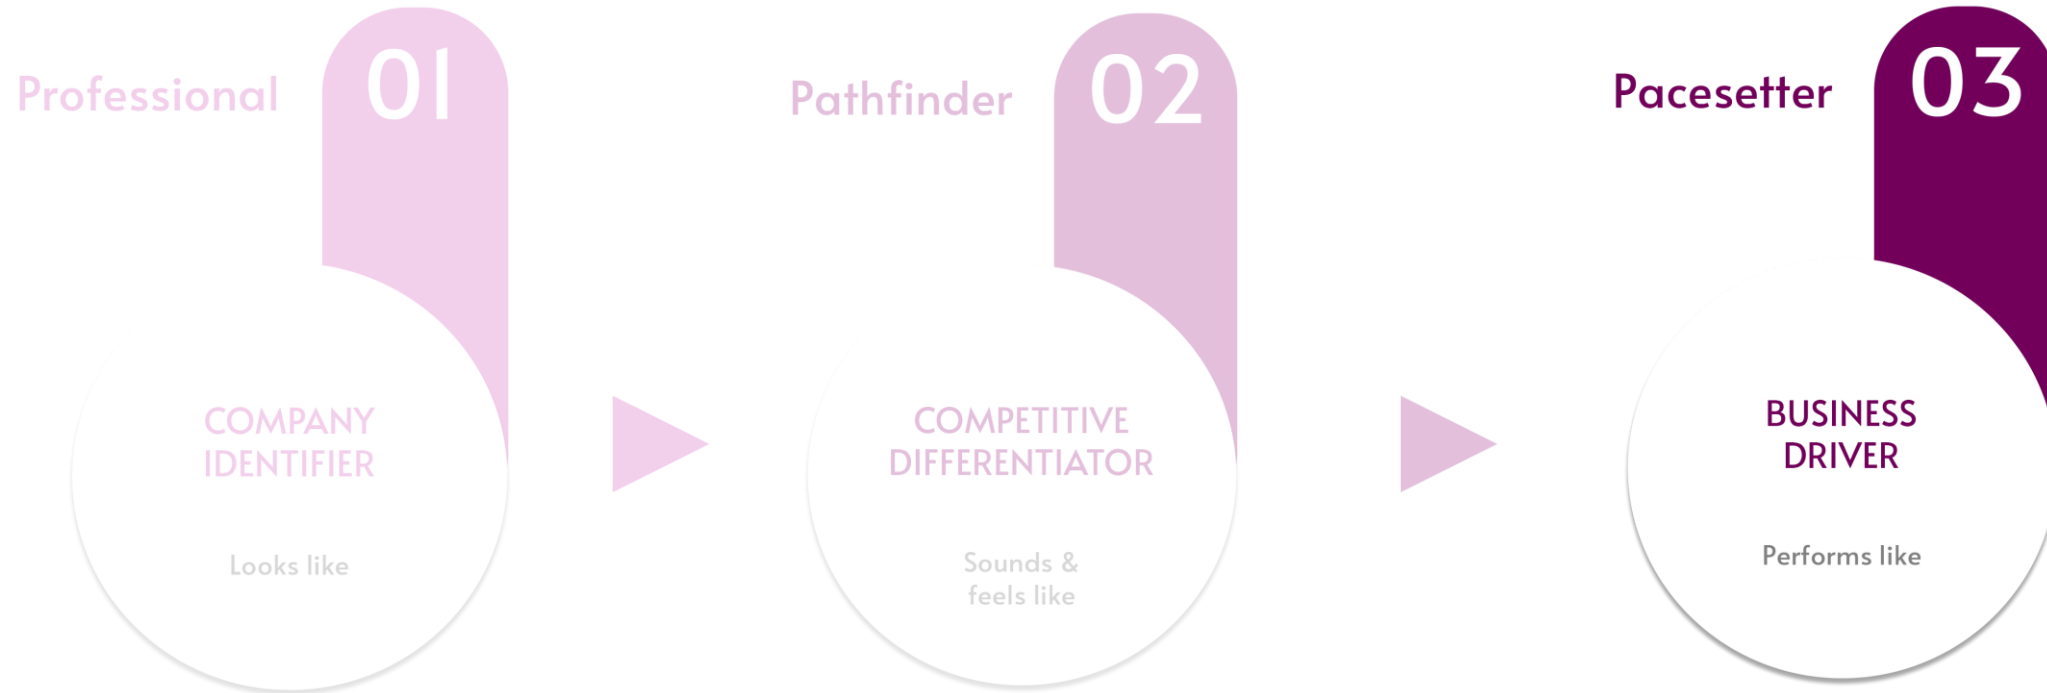 Professional
01
COMPANY
IDENTIFIER
Looks like
Pathfinder
02
COMPETITIVE
DIFFERENTIATOR
Sounds &
feels like
Pacesetter
03
BUSINESS
DRIVER
Performs like